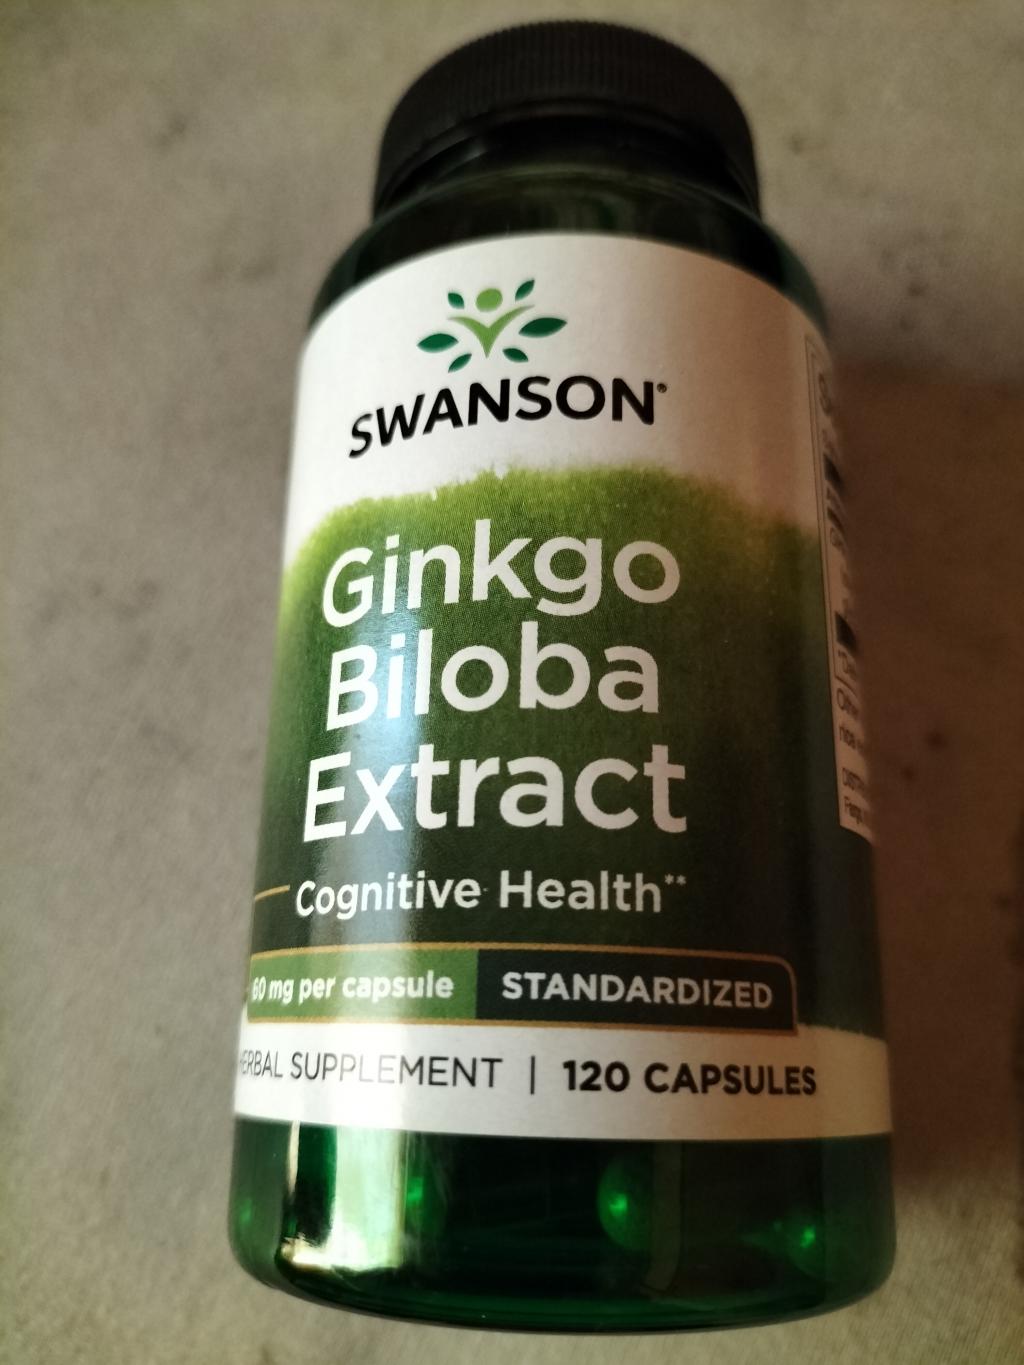 SWANSON®
Ginkgo
Biloba
Extract
Cognitive Health**
60 mg per capsule STANDARDIZED
HERBAL SUPPLEMENT | 120 CAPSULES